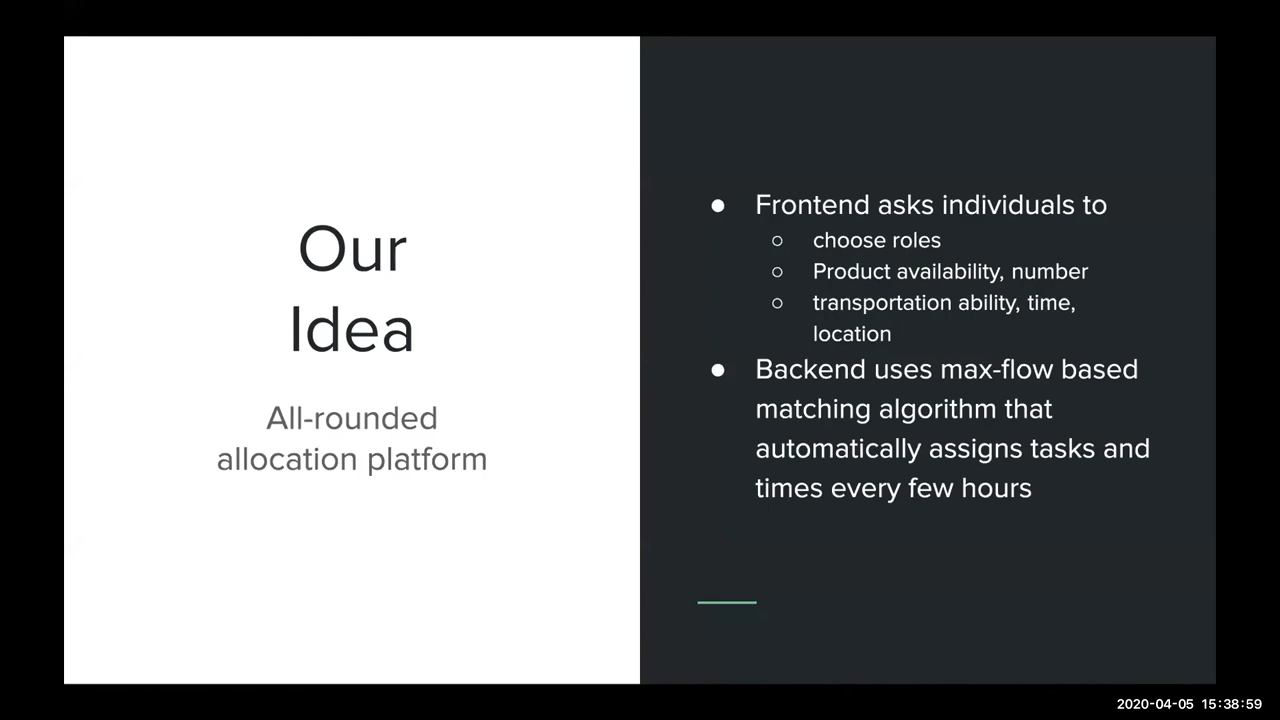 Our
Idea
All-rounded
allocation platform
● Frontend asks individuals to
○ choose roles
○ Product availability, number
○ transportation ability, time,
location
● Backend uses max-flow based
matching algorithm that
automatically assigns tasks and
times every few hours
2020-04-05 15:38:59